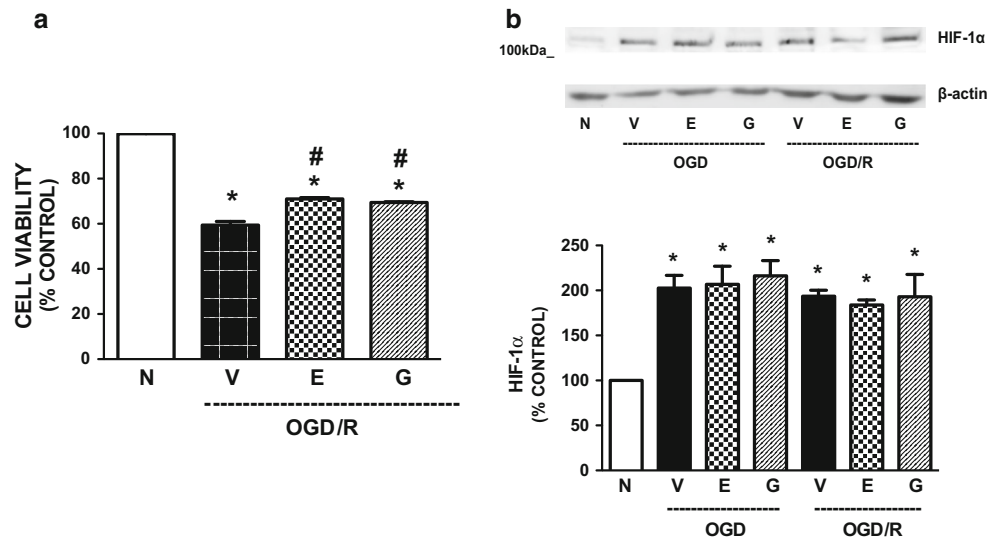 a
100
80
60
40
20
0
CELL VIABILITY
(% CONTROL)
*
#
*
#
*
N V E G
OGD/R
b
100kDa_
HIF-1α
β-actin
N V E G V E G
OGD OGD/R
250
200
150
100
50
0
HIF-1α
(% CONTROL)
* * * * * *
N V E G V E G
OGD OGD/R